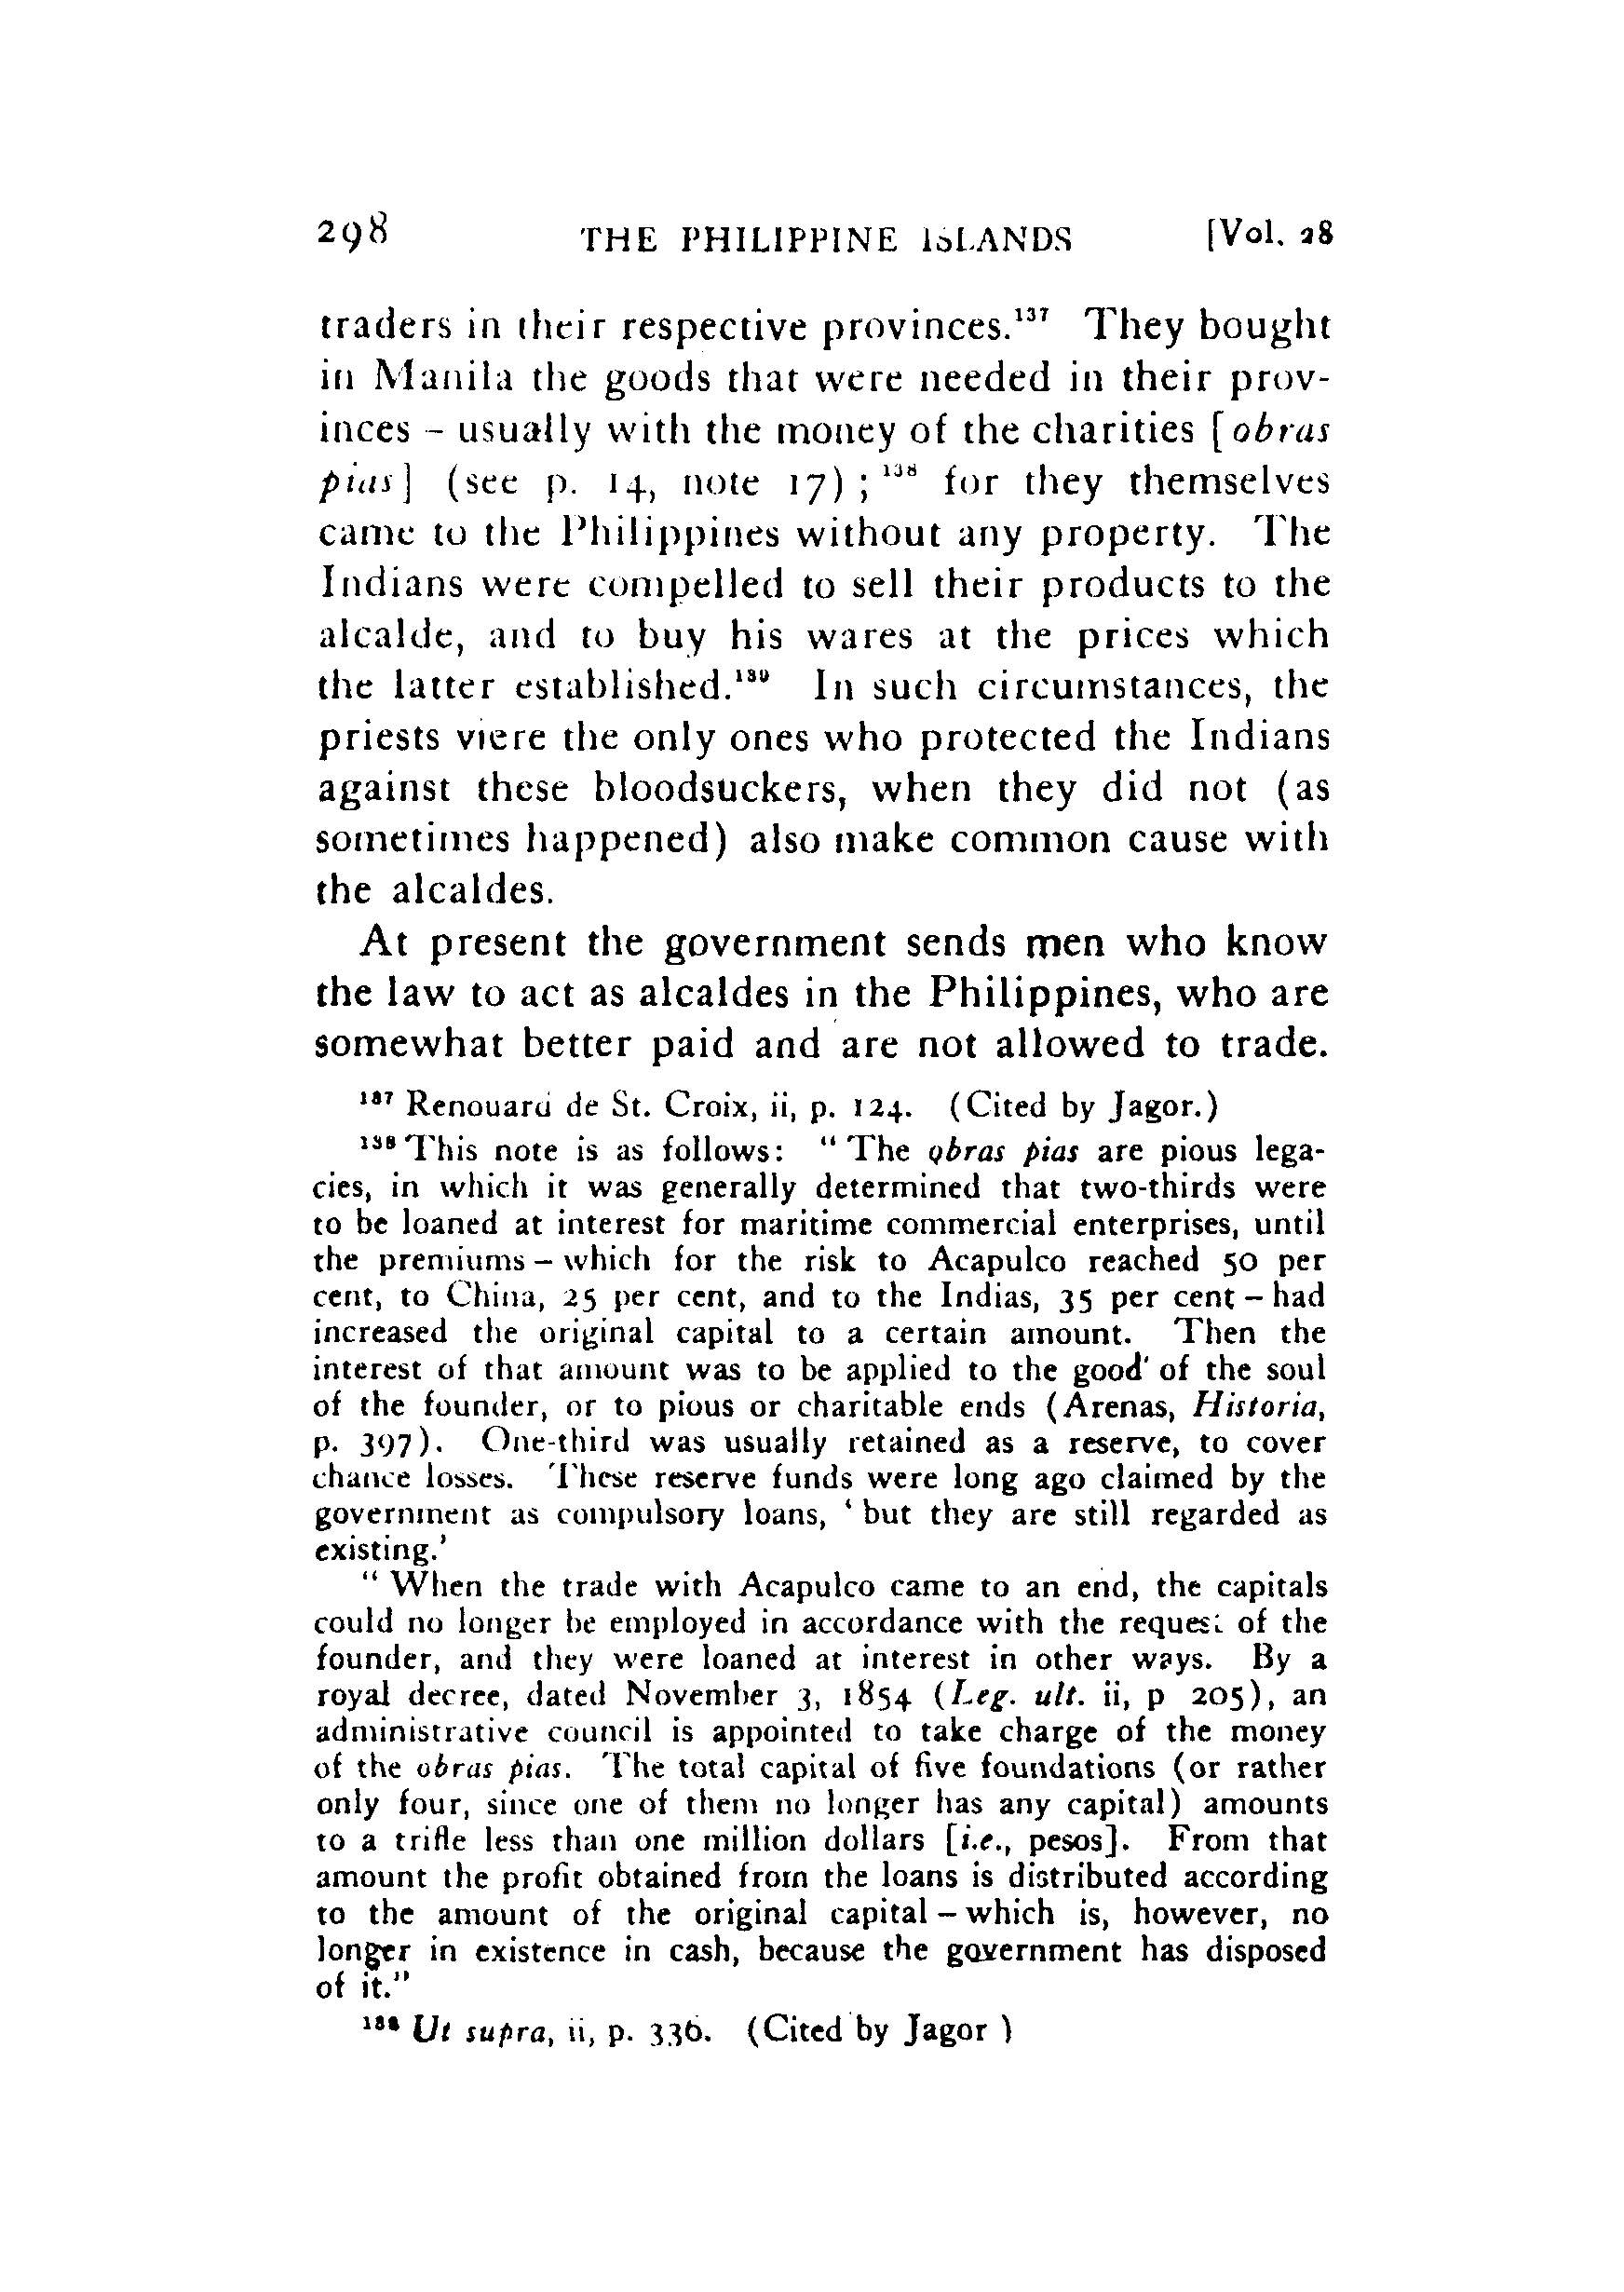 298 THE PHILIPPINE ISLANDS [Vol. 28
traders in their respective provinces.¹³⁷ They bought
in Manila the goods that were needed in their prov-
inces – usually with the money of the charities [obras
pias] (see p. 14, note 17) ; ¹³⁸ for they themselves
came to the Philippines without any property. The
Indians were compelled to sell their products to the
alcalde, and to buy his wares at the prices which
the latter established.¹³⁹ In such circumstances, the
priests were the only ones who protected the Indians
against these bloodsuckers, when they did not (as
sometimes happened) also make common cause with
the alcaldes.
At present the government sends men who know
the law to act as alcaldes in the Philippines, who are
somewhat better paid and are not allowed to trade.
¹³⁷ Renouard de St. Croix, ii, p. 124. (Cited by Jagor.)
¹³⁸ This note is as follows: " The obras pias are pious lega-
cies, in which it was generally determined that two-thirds were
to be loaned at interest for maritime commercial enterprises, until
the premiums – which for the risk to Acapulco reached 50 per
cent, to China, 25 per cent, and to the Indias, 35 per cent – had
increased the original capital to a certain amount. Then the
interest of that amount was to be applied to the good of the soul
of the founder, or to pious or charitable ends (Arenas, Historia,
p. 397). One-third was usually retained as a reserve, to cover
chance losses. These reserve funds were long ago claimed by the
government as compulsory loans, ' but they are still regarded as
existing.'
" When the trade with Acapulco came to an end, the capitals
could no longer be employed in accordance with the request of the
founder, and they were loaned at interest in other ways. By a
royal decree, dated November 3, 1854 (Leg. ult. ii, p 205), an
administrative council is appointed to take charge of the money
of the obras pias. The total capital of five foundations (or rather
only four, since one of them no longer has any capital) amounts
to a trifle less than one million dollars [i.e., pesos]. From that
amount the profit obtained from the loans is distributed according
to the amount of the original capital – which is, however, no
longer in existence in cash, because the government has disposed
of it."
¹³⁹ Ut supra, ii, p. 336. (Cited by Jagor )